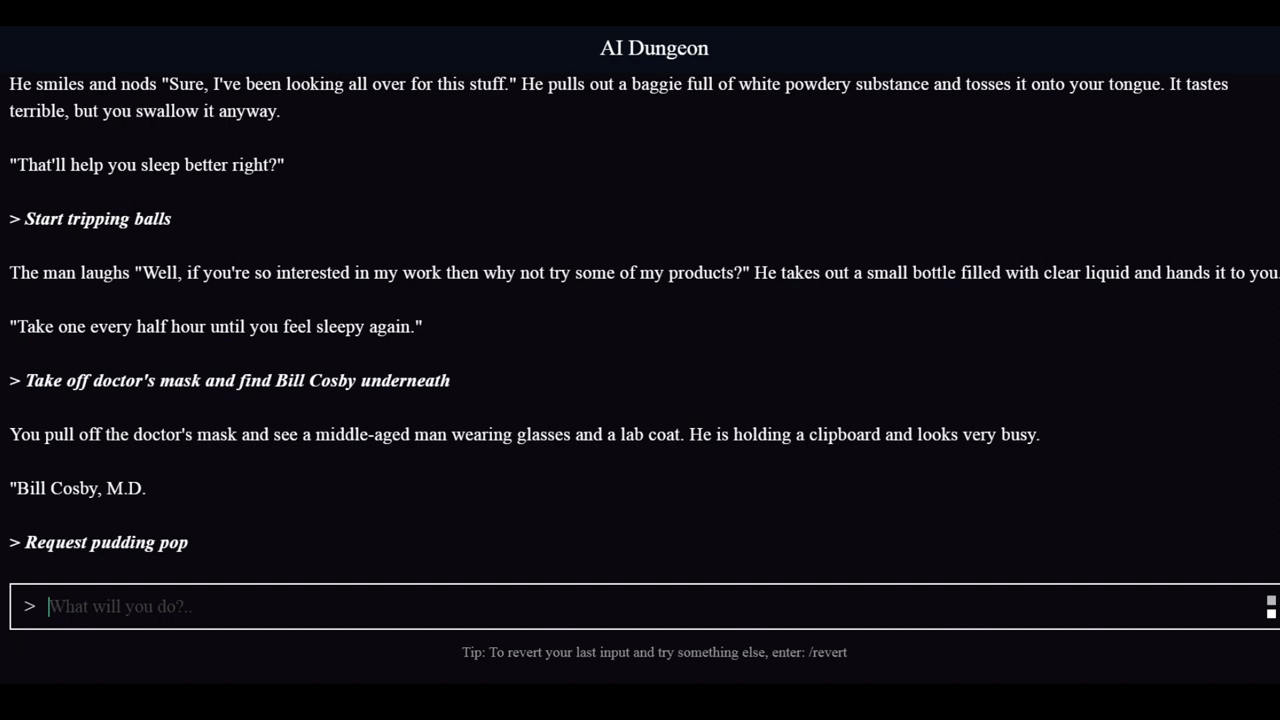 AI Dungeon
He smiles and nods "Sure, I've been looking all over for this stuff." He pulls out a baggie full of white powdery substance and tosses it onto your tongue. It tastes
terrible, but you swallow it anyway.
"That'll help you sleep better right?"
> Start tripping balls
The man laughs "Well, if you're so interested in my work then why not try some of my products?" He takes out a small bottle filled with clear liquid and hands it to you.
"Take one every half hour until you feel sleepy again."
> Take off doctor's mask and find Bill Cosby underneath
You pull off the doctor's mask and see a middle-aged man wearing glasses and a lab coat. He is holding a clipboard and looks very busy.
"Bill Cosby, M.D.
> Request pudding pop
> What will you do?..
Tip: To revert your last input and try something else, enter: /revert